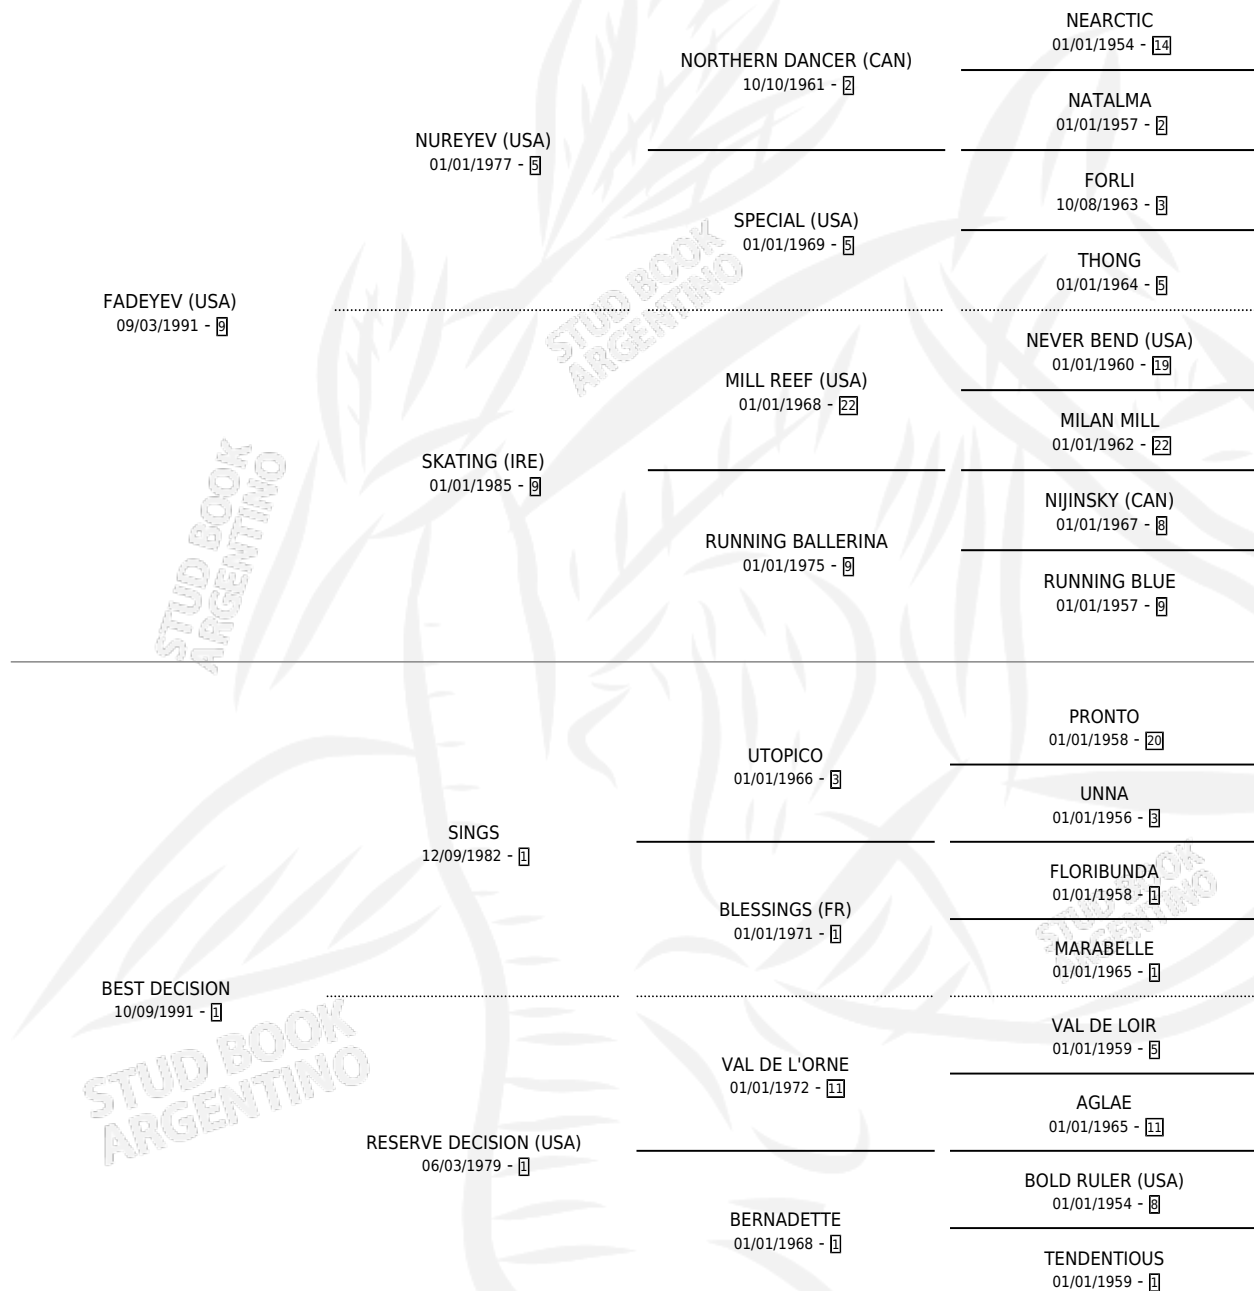 NEARCTIC
01/01/1954 - 14
NORTHERN DANCER (CAN)
10/10/1961 - 2
NATALMA
01/01/1957 - 2
NUREYEV (USA)
01/01/1977 - 5
FORLI
10/08/1963 - 3
SPECIAL (USA)
01/01/1969 - 5
THONG
01/01/1964 - 5
FADEYEV (USA)
09/03/1991 - 9
NEVER BEND (USA)
01/01/1960 - 19
MILL REEF (USA)
01/01/1968 - 22
MILAN MILL
01/01/1962 - 22
SKATING (IRE)
01/01/1985 - 9
NIJINSKY (CAN)
01/01/1967 - 8
RUNNING BALLERINA
01/01/1975 - 9
RUNNING BLUE
01/01/1957 - 9
PRONTO
01/01/1958 - 20
UTOPICO
01/01/1966 - 3
UNNA
01/01/1956 - 3
SINGS
12/09/1982 - 1
FLORIBUNDA
01/01/1958 - 1
BLESSINGS (FR)
01/01/1971 - 1
MARABELLE
01/01/1965 - 1
BEST DECISION
10/09/1991 - 1
VAL DE LOIR
01/01/1959 - 5
VAL DE L'ORNE
01/01/1972 - 11
AGLAE
01/01/1965 - 11
RESERVE DECISION (USA)
06/03/1979 - 1
BOLD RULER (USA)
01/01/1954 - 8
BERNADETTE
01/01/1968 - 1
TENDENTIOUS
01/01/1959 - 1
STUD BOOK
ARGENTINO
STUD BOOK
ARGENTINO
STUD BOOK
ARGENTINO
STUD BOOK
ARGENTINO